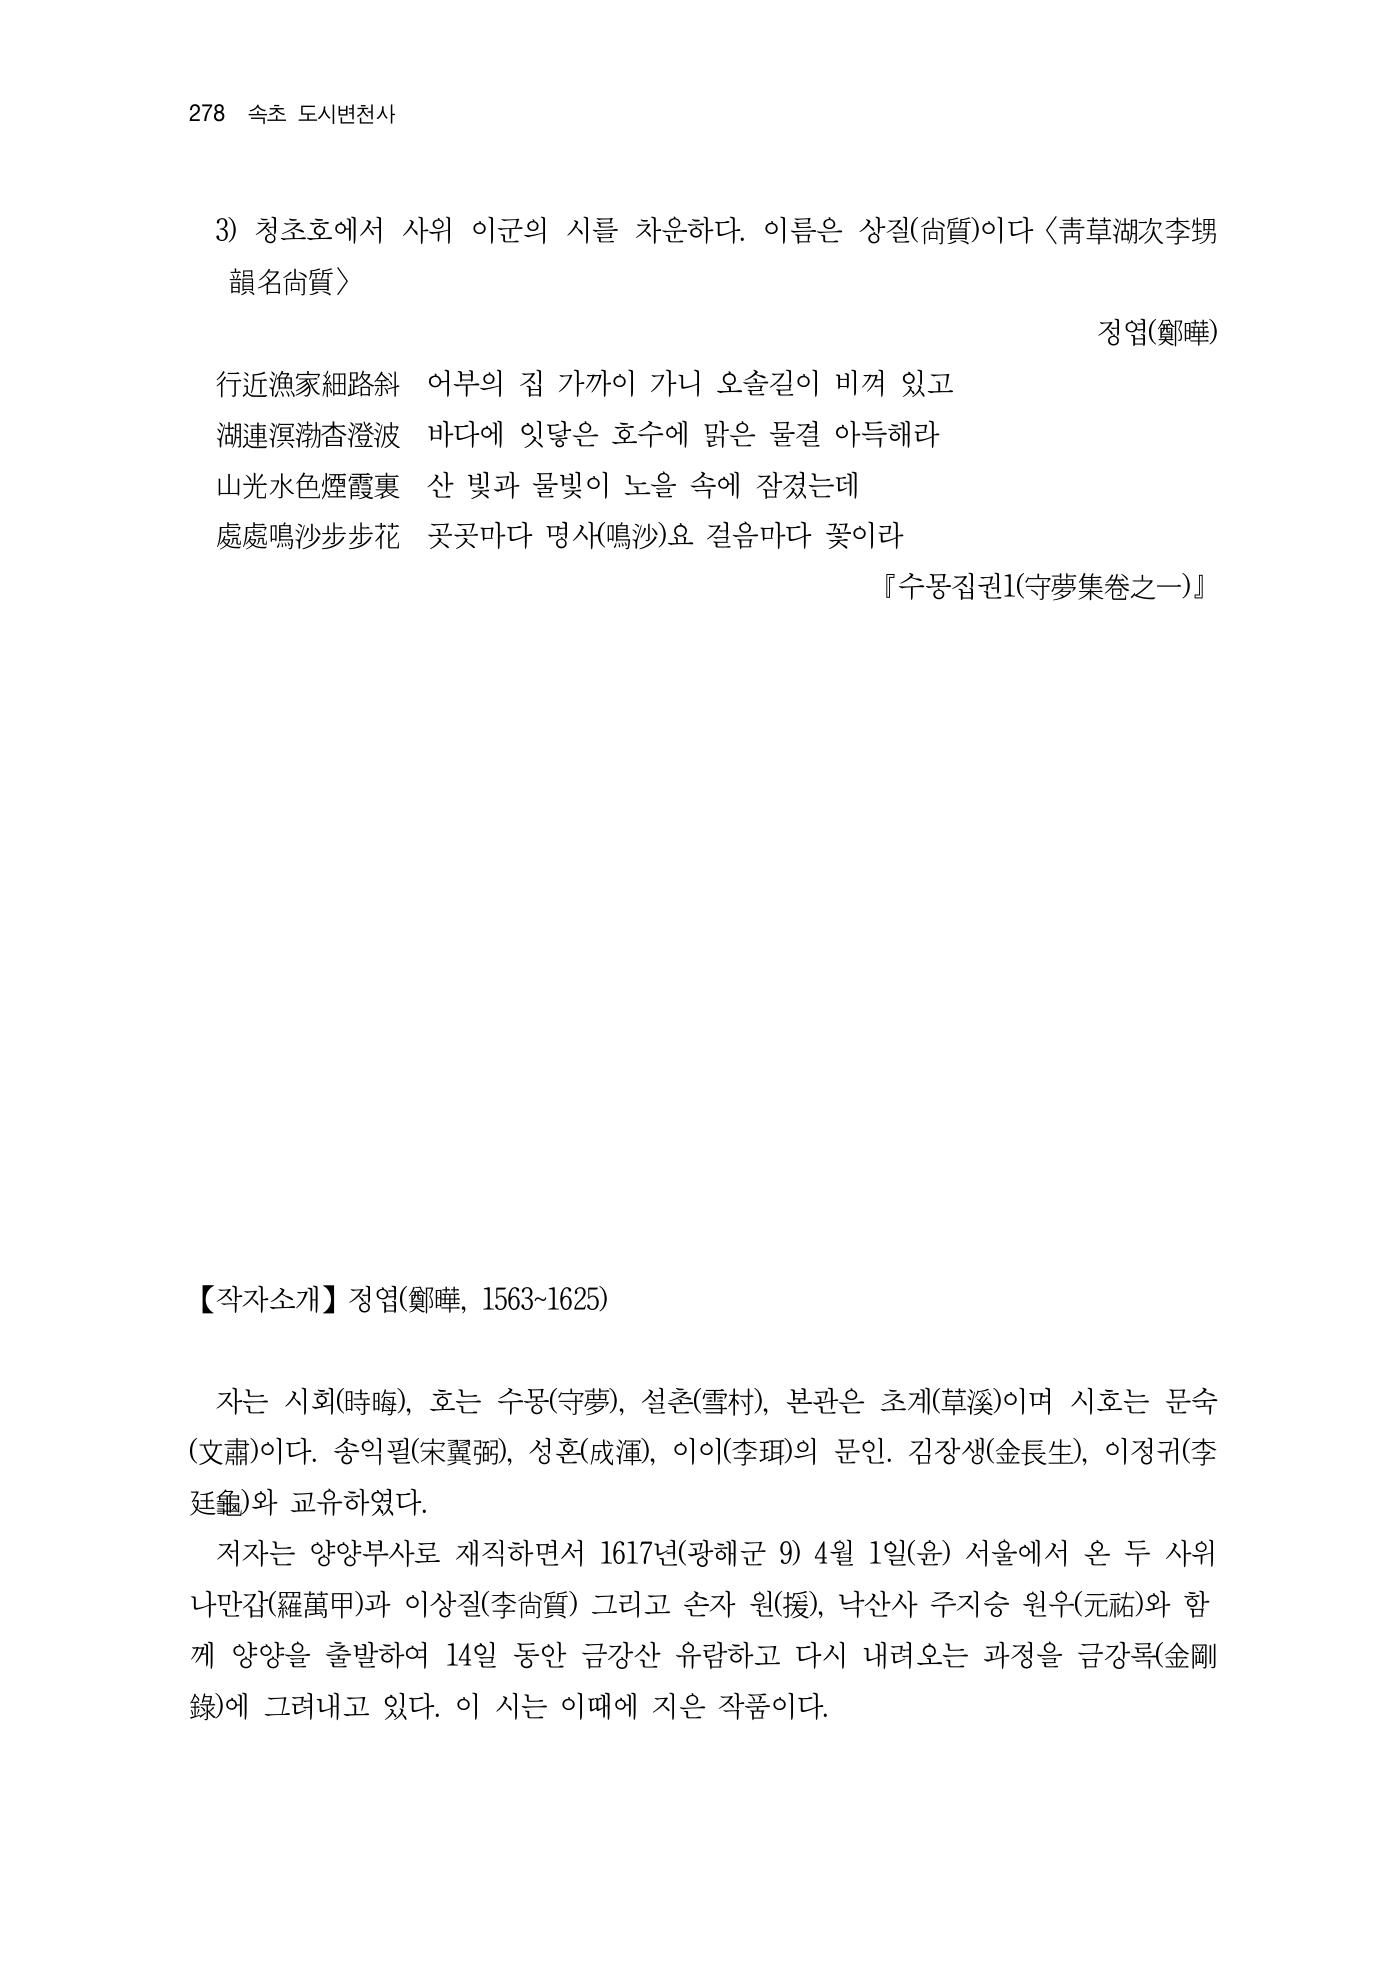 278 속초 도시변천사
3) 청초호에서 사위 이군의 시를 차운하다. 이름은 상질(尙質)이다〈靑草湖次李甥
韻名尙質〉
정엽(鄭曄)
行近漁家細路斜 어부의 집 가까이 가니 오솔길이 비껴 있고
湖連溟渤杳澄波 바다에 잇닿은 호수에 맑은 물결 아득해라
山光水色煙霞裏 산 빛과 물빛이 노을 속에 잠겼는데
處處鳴沙步步花 곳곳마다 명사(鳴沙)요 걸음마다 꽃이라
『수몽집권1(守夢集卷之一)』
【작자소개】정엽(鄭曄, 1563~1625)
자는 시회(時晦), 호는 수몽(守夢), 설촌(雪村), 본관은 초계(草溪)이며 시호는 문숙
(文肅)이다. 송익필(宋翼弼), 성혼(成渾), 이이(李珥)의 문인. 김장생(金長生), 이정귀(李
廷龜)와 교유하였다.
저자는 양양부사로 재직하면서 1617년(광해군 9) 4월 1일(윤) 서울에서 온 두 사위
나만갑(羅萬甲)과 이상질(李尙質) 그리고 손자 원(援), 낙산사 주지승 원우(元祐)와 함
께 양양을 출발하여 14일 동안 금강산 유람하고 다시 내려오는 과정을 금강록(金剛
錄)에 그려내고 있다. 이 시는 이때에 지은 작품이다.